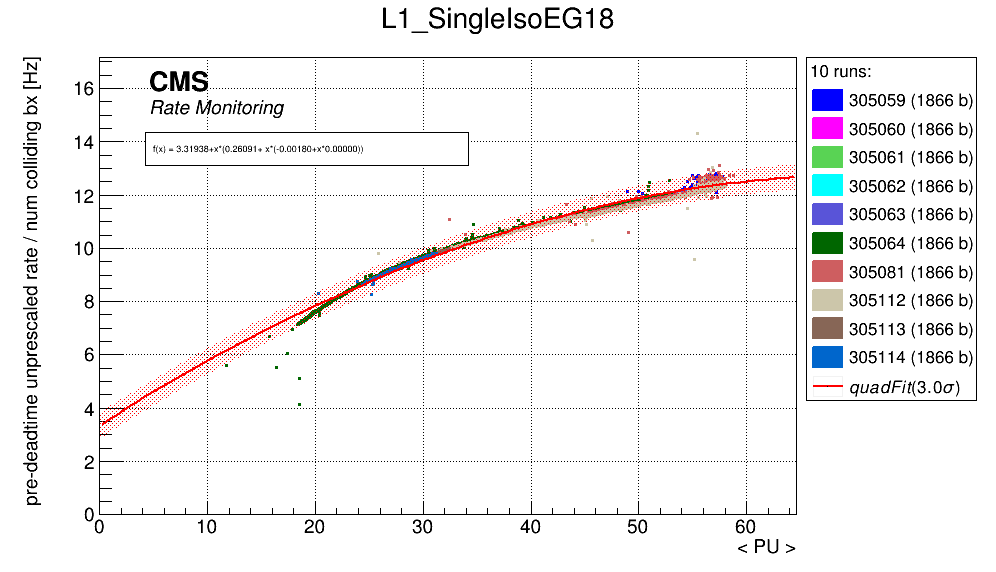 L1_SingleIsoEG18
pre-deadtime unprescaled rate / num colliding bx [Hz]
CMS
Rate Monitoring
f(x) = 3.31938+x*(0.26091+ x*(-0.00180+x*0.00000))
16
14
12
10
8
6
4
2
0
0 10 20 30 40 50 60
< PU >
10 runs:
305059 (1866 b)
305060 (1866 b)
305061 (1866 b)
305062 (1866 b)
305063 (1866 b)
305064 (1866 b)
305081 (1866 b)
305112 (1866 b)
305113 (1866 b)
305114 (1866 b)
quadFit(3.0σ)